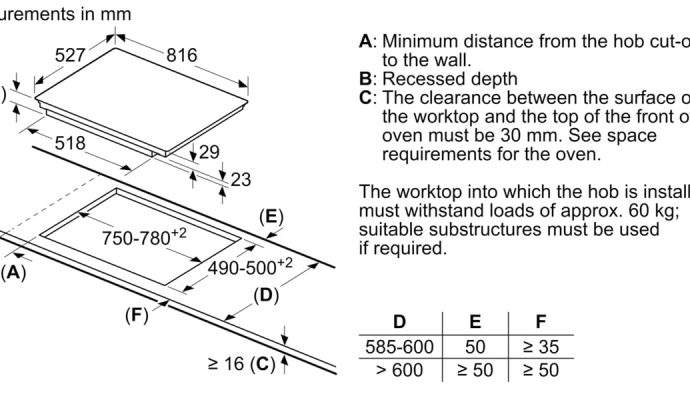 urements in mm
527
816
)
518
29
23
(E)
750-780+2
490-500+2
(A)
(D)
(F)
≥ 16 (C)
A: Minimum distance from the hob cut-o
to the wall.
B: Recessed depth
C: The clearance between the surface o
the worktop and the top of the front o
oven must be 30 mm. See space
requirements for the oven.
The worktop into which the hob is install
must withstand loads of approx. 60 kg;
suitable substructures must be used
if required.
D E F
585-600 50 ≥ 35
> 600 ≥ 50 ≥ 50